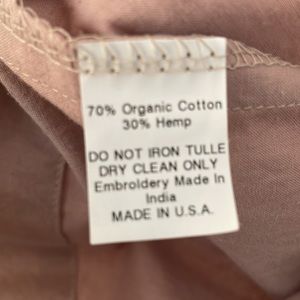 70% Organic Cotton
30% Hemp
DO NOT IRON TULLE
DRY CLEAN ONLY
Embroidery Made In
India
MADE IN U.S.A.